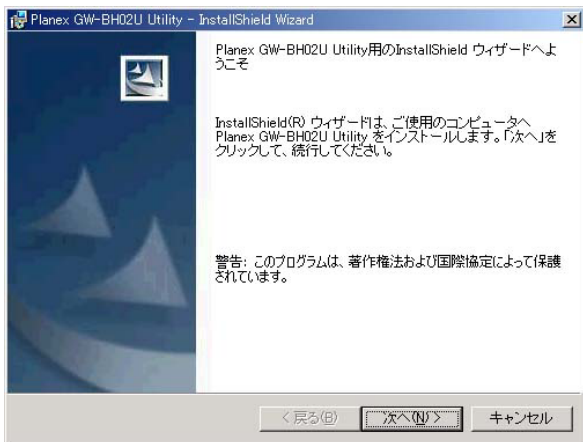 Planex GW-BH02U Utility - InstallShield Wizard
Planex GW-BH02U Utility用のInstallShield ウィザードへよ
うこそ
InstallShield(R) ウィザードは、ご使用のコンピュータへ
Planex GW-BH02U Utility をインストールします。「次へ」を
クリックして、続行してください。
警告: このプログラムは、著作権法および国際協定によって保護
されています。
< 戻る(B)
次へ(N) >
キャンセル